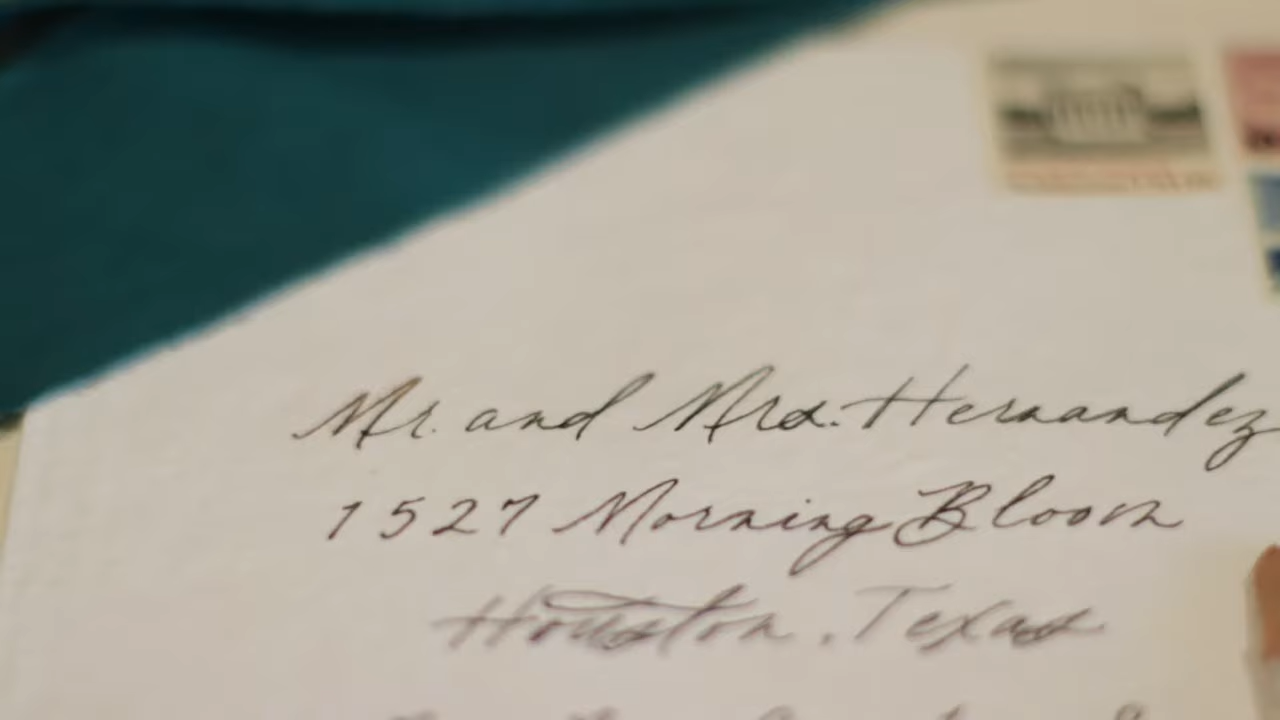 Mr. and Mrs. Hernandez
1527 Morning Bloom
Houston, Texas